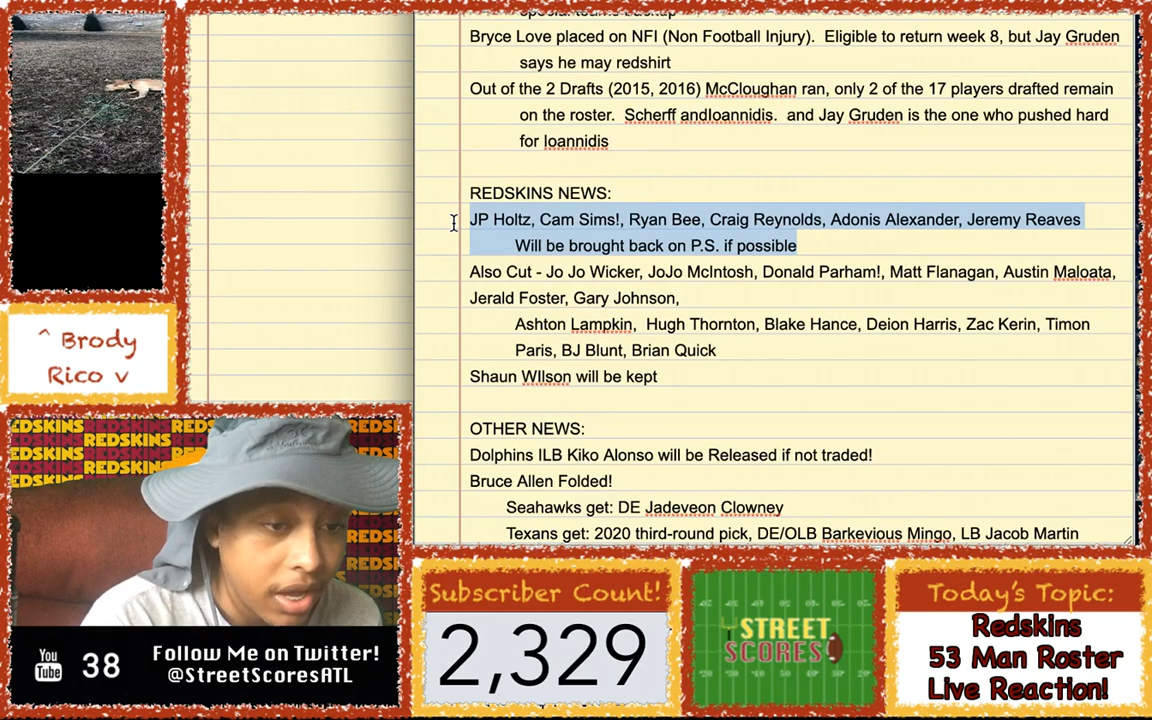 Bryce Love placed on NFI (Non Football Injury).  Eligible to return week 8, but Jay Gruden
says he may redshirt
Out of the 2 Drafts (2015, 2016) McCloughan ran, only 2 of the 17 players drafted remain
on the roster.  Scherff andIoannidis.  and Jay Gruden is the one who pushed hard
for Ioannidis
REDSKINS NEWS:
JP Holtz, Cam Sims!, Ryan Bee, Craig Reynolds, Adonis Alexander, Jeremy Reaves
Will be brought back on P.S. if possible
Also Cut - Jo Jo Wicker, JoJo McIntosh, Donald Parham!, Matt Flanagan, Austin Maloata,
Jerald Foster, Gary Johnson,
Ashton Lampkin,  Hugh Thornton, Blake Hance, Deion Harris, Zac Kerin, Timon
Paris, BJ Blunt, Brian Quick
Shaun WIlson will be kept
OTHER NEWS:
Dolphins ILB Kiko Alonso will be Released if not traded!
Bruce Allen Folded!
Seahawks get: DE Jadeveon Clowney
Texans get: 2020 third-round pick, DE/OLB Barkevious Mingo, LB Jacob Martin
^ Brody
Rico v
REDSKINS
REDSKINS
You Tube 38
Follow Me on Twitter!
@StreetScoresATL
Subscriber Count!
2,329
STREET
SCORES
Today's Topic:
Redskins
53 Man Roster
Live Reaction!